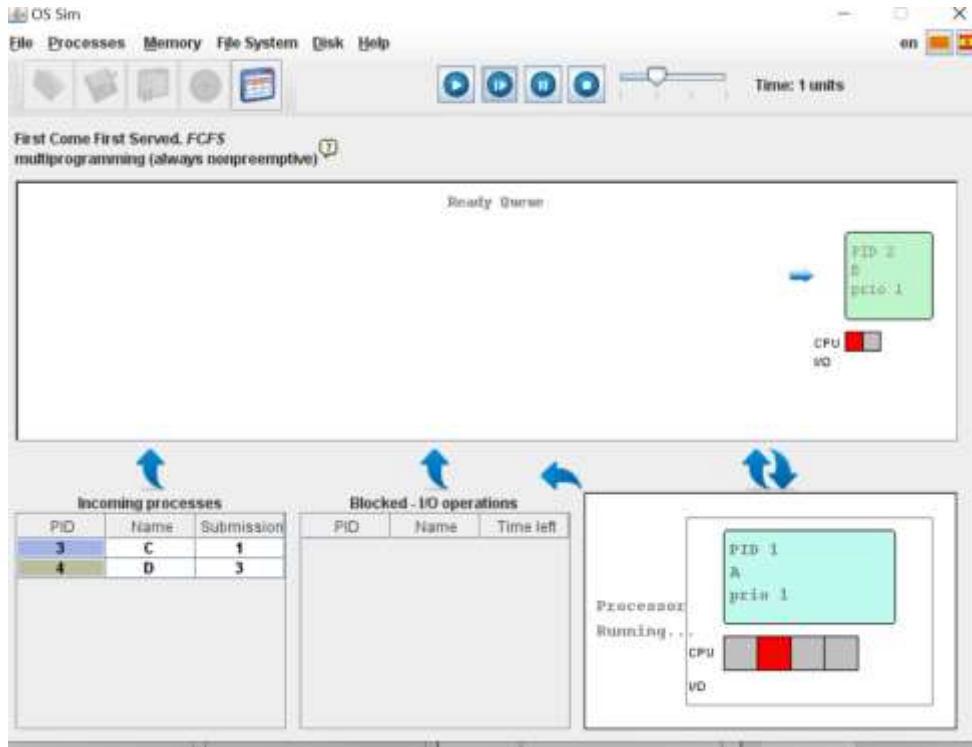 OS Sim
File Processes Memory File System Disk Help
en
Time: 1 units
First Come First Served. FCFS
multiprogramming (always nonpreemptive)
?
Ready Queue
PID 2
B
prio 1
CPU
I/O
Incoming processes
PID Name Submission
3 C 1
4 D 3
Blocked - I/O operations
PID Name Time left
Processor
Running...
PID 1
A
prio 1
CPU
I/O